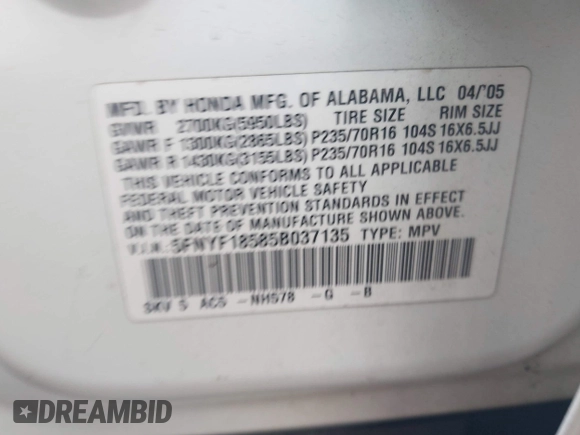 MFD. BY HONDA MFG. OF ALABAMA, LLC 04/05
GVWR 2700KG(5950LBS) TIRE SIZE RIM SIZE
GAWR F 1300KG(2865LBS) P235/70R16 104S 16X6.5JJ
GAWR R 1430KG(3155LBS) P235/70R16 104S 16X6.5JJ
THIS VEHICLE CONFORMS TO ALL APPLICABLE
FEDERAL MOTOR VEHICLE SAFETY
AND THEFT PREVENTION STANDARDS IN EFFECT
ON THE DATE OF MANUFACTURE SHOWN ABOVE.
V.I.N. 5FNYF18585B037135 TYPE: MPV
SKV S AC5 -NH578 -G -B
DREAMBID